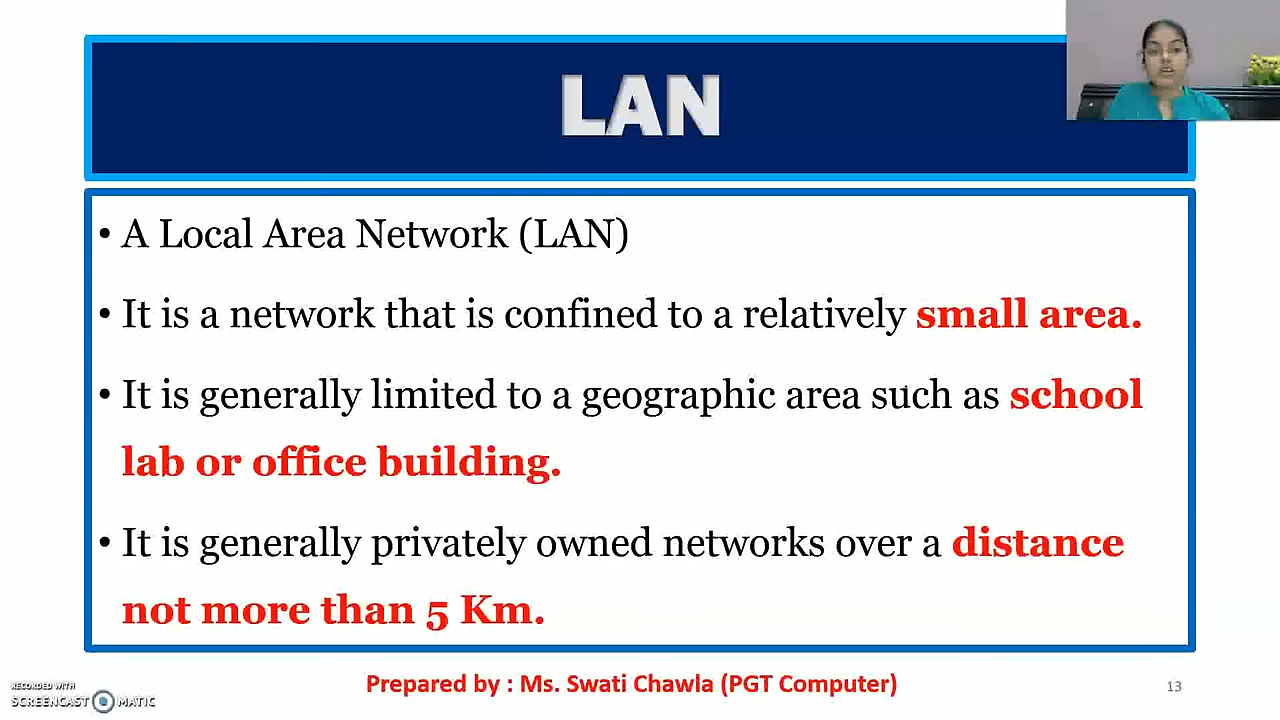 LAN
• A Local Area Network (LAN)
• It is a network that is confined to a relatively small area.
• It is generally limited to a geographic area such as school
lab or office building.
• It is generally privately owned networks over a distance
not more than 5 Km.
Prepared by : Ms. Swati Chawla (PGT Computer)
13
RECORDED WITH
SCREENCAST MATIC